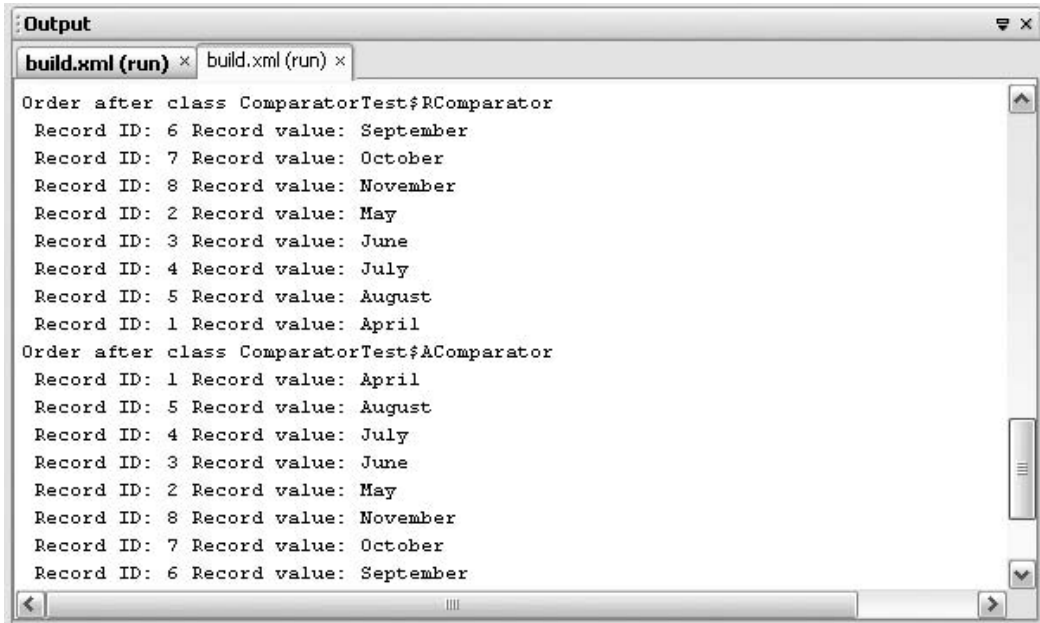 Output
build.xml (run) × build.xml (run) ×
Order after class ComparatorTest$RComparator
Record ID: 6 Record value: September
Record ID: 7 Record value: October
Record ID: 8 Record value: November
Record ID: 2 Record value: May
Record ID: 3 Record value: June
Record ID: 4 Record value: July
Record ID: 5 Record value: August
Record ID: 1 Record value: April
Order after class ComparatorTest$AComparator
Record ID: 1 Record value: April
Record ID: 5 Record value: August
Record ID: 4 Record value: July
Record ID: 3 Record value: June
Record ID: 2 Record value: May
Record ID: 8 Record value: November
Record ID: 7 Record value: October
Record ID: 6 Record value: September